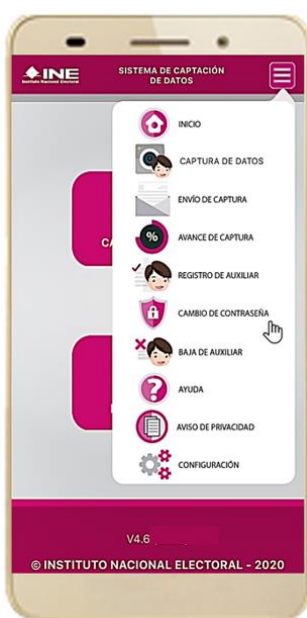 INE
Instituto Nacional Electoral
SISTEMA DE CAPTACIÓN
DE DATOS
INICIO
CAPTURA DE DATOS
ENVÍO DE CAPTURA
%
AVANCE DE CAPTURA
REGISTRO DE AUXILIAR
CAMBIO DE CONTRASEÑA
BAJA DE AUXILIAR
?
AYUDA
AVISO DE PRIVACIDAD
CONFIGURACIÓN
CA
V4.6
© INSTITUTO NACIONAL ELECTORAL - 2020